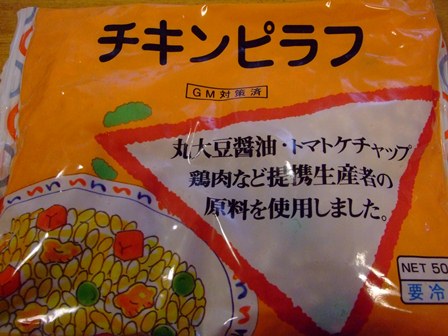 チキンピラフ
GM対策済
丸大豆醤油・トマトケチャップ
鶏肉など提携生産者の
原料を使用しました。
NET 50
要冷